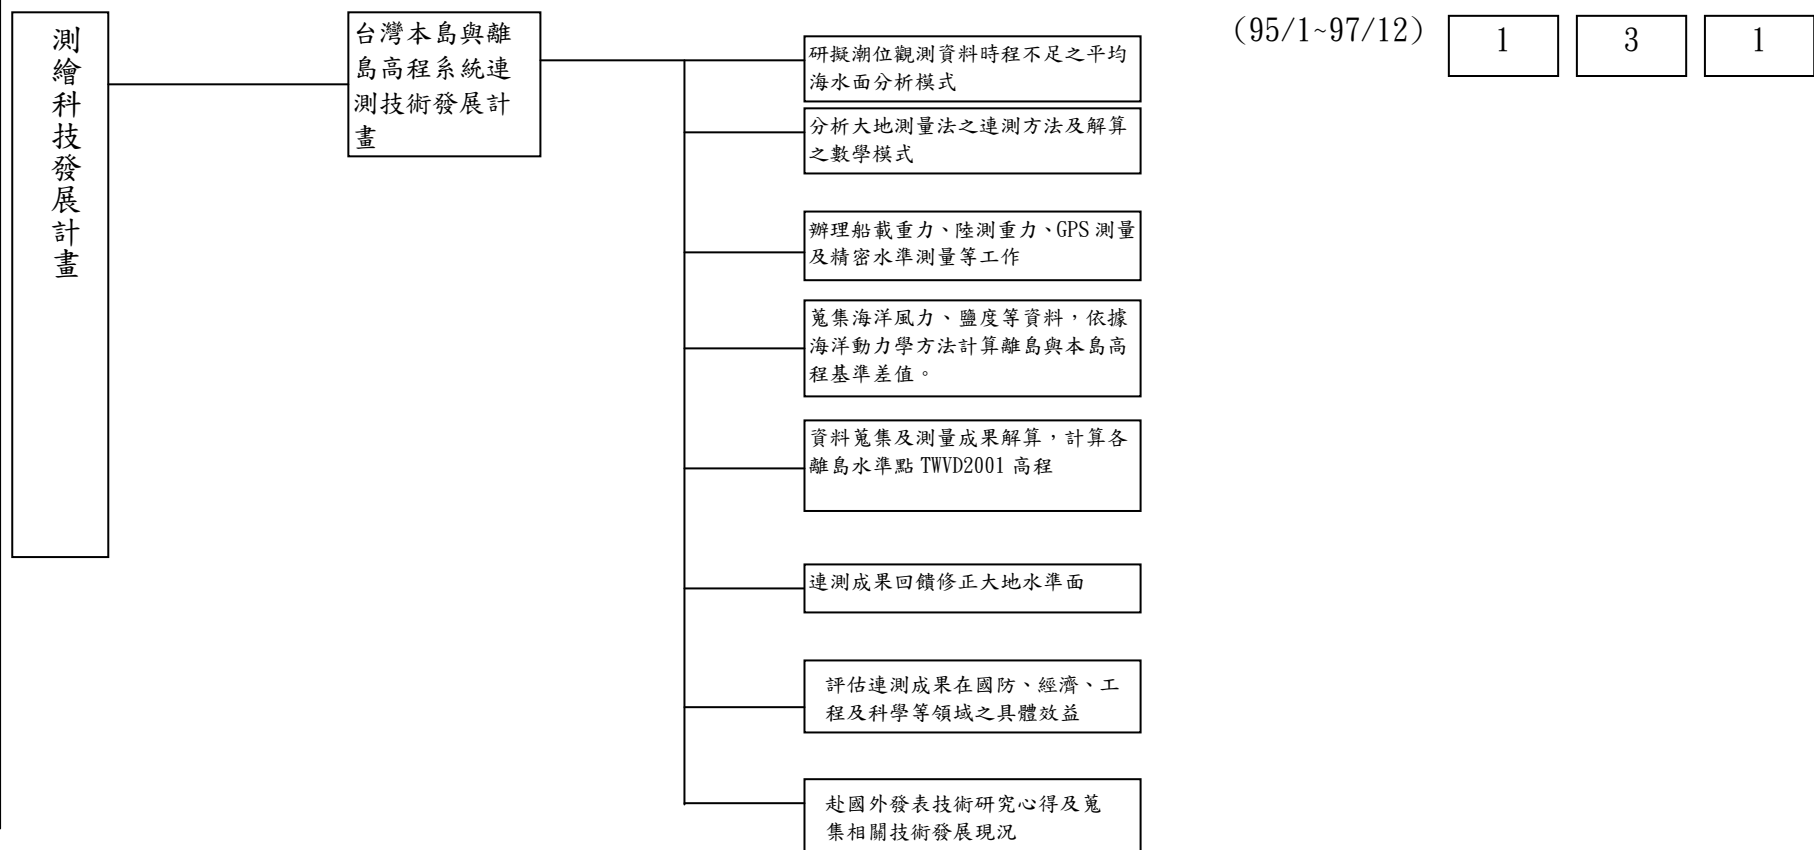 測繪科技發展計畫
台灣本島與離
島高程系統連
測技術發展計
畫
研擬潮位觀測資料時程不足之平均
海水面分析模式
分析大地測量法之連測方法及解算
之數學模式
辦理船載重力、陸測重力、GPS 測量
及精密水準測量等工作
蒐集海洋風力、鹽度等資料，依據
海洋動力學方法計算離島與本島高
程基準差值。
資料蒐集及測量成果解算，計算各
離島水準點 TWVD2001 高程
連測成果回饋修正大地水準面
評估連測成果在國防、經濟、工
程及科學等領域之具體效益
赴國外發表技術研究心得及蒐
集相關技術發展現況
(95/1~97/12)
1
3
1